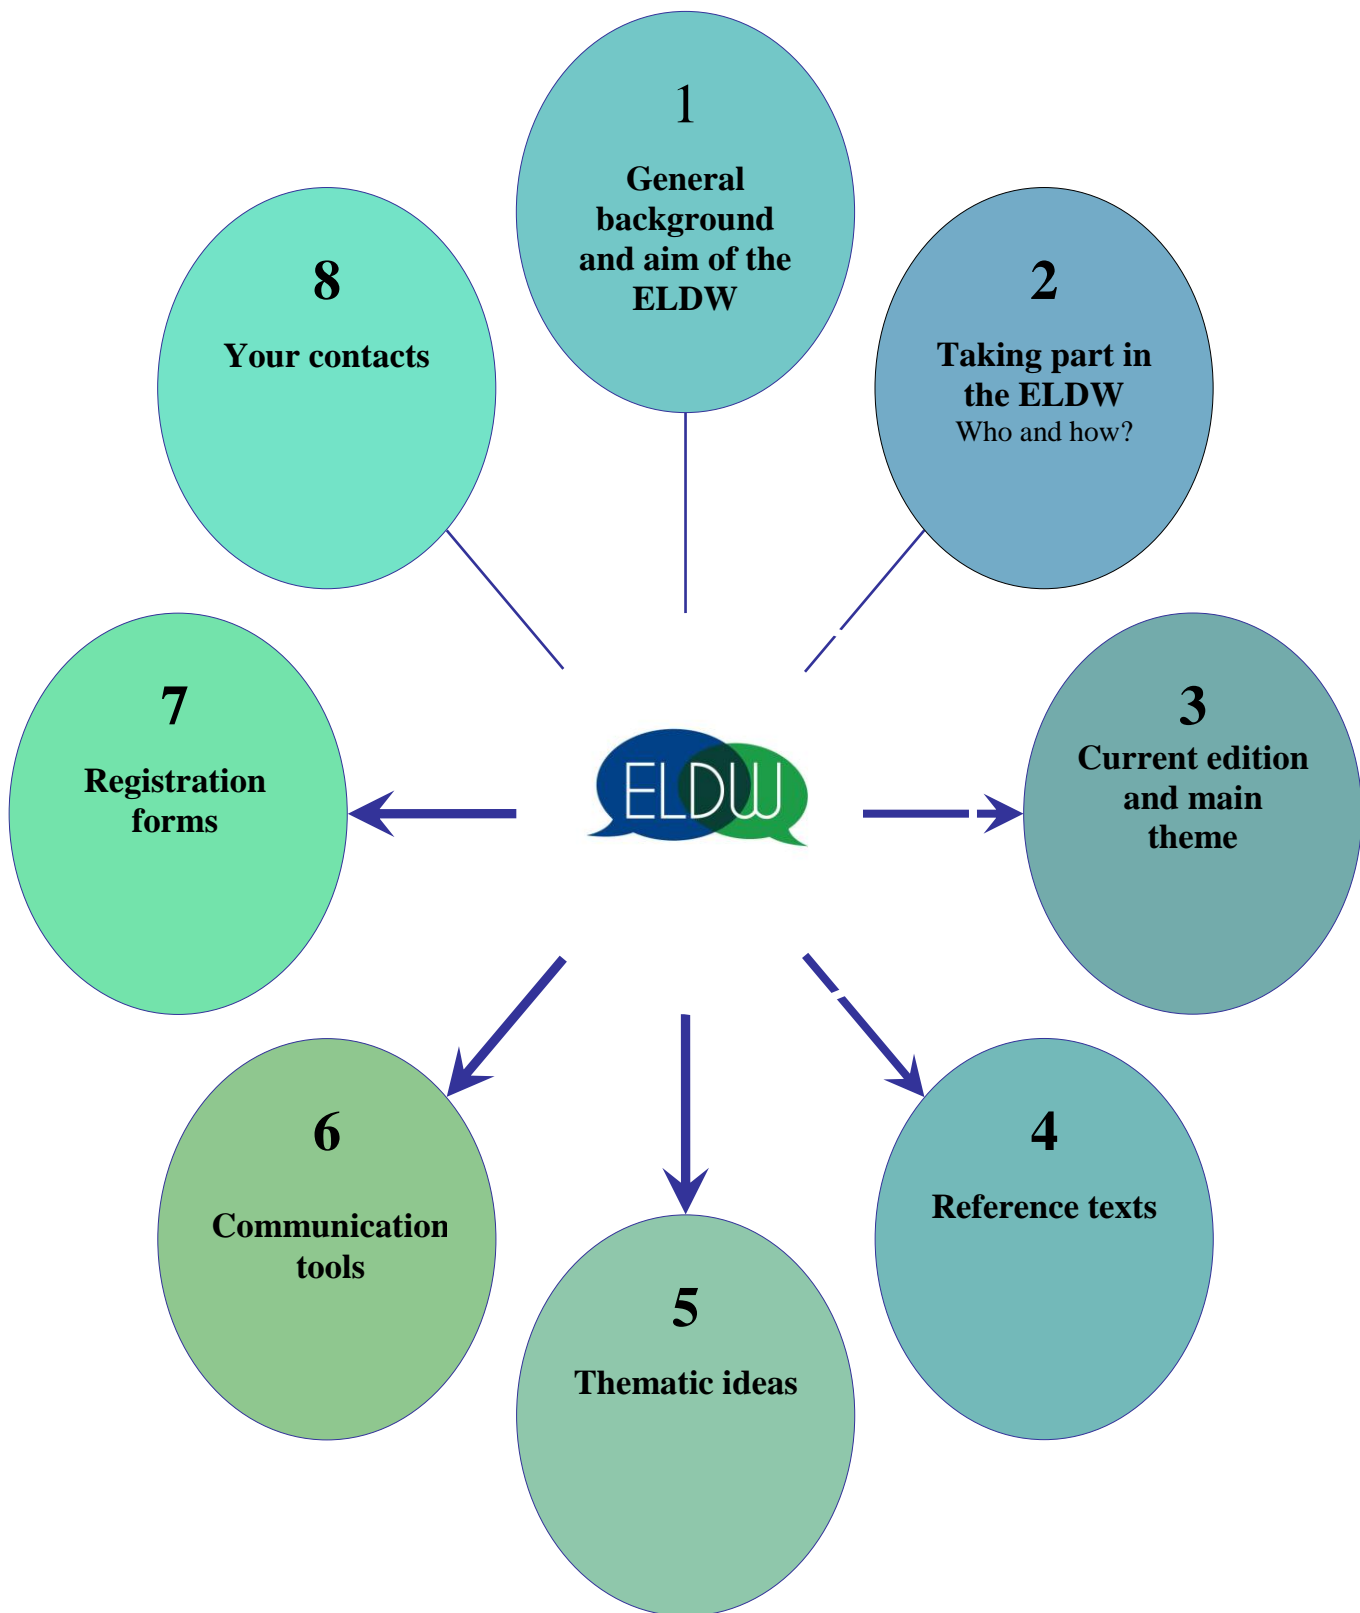 1
General
background
and aim of the
ELDW
2
Taking part in
the ELDW
Who and how?
3
Current edition
and main
theme
4
Reference texts
5
Thematic ideas
6
Communication
tools
7
Registration
forms
8
Your contacts
ELDW